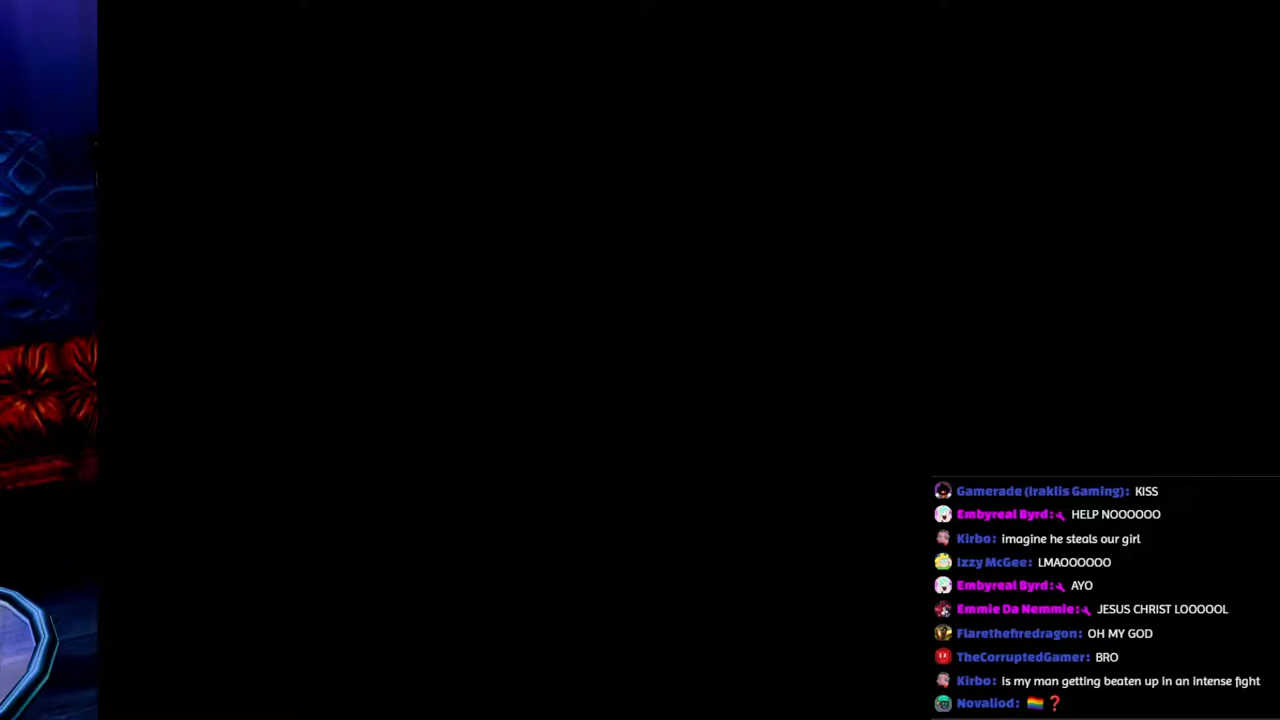 Gamerade (Iraklis Gaming): KISS
Embyreal Byrd: HELP NOOOOOO
Kirbo: imagine he steals our girl
Izzy McGee: LMAOOOOOO
Embyreal Byrd: AYO
Emmie Da Nemmie: JESUS CHRIST LOOOOOL
Flarethefiredragon: OH MY GOD
TheCorruptedGamer: BRO
Kirbo: is my man getting beaten up in an intense fight
Novaliod: 🏳️‍🌈 ❓